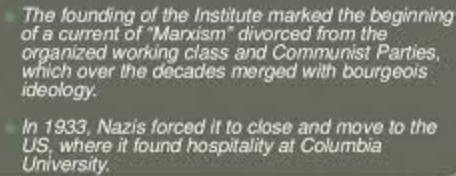 The founding of the Institute marked the beginning
of a current of "Marxism" divorced from the
organized working class and Communist Parties,
which over the decades merged with bourgeois
ideology.
In 1933, Nazis forced it to close and move to the
US, where it found hospitality at Columbia
University.